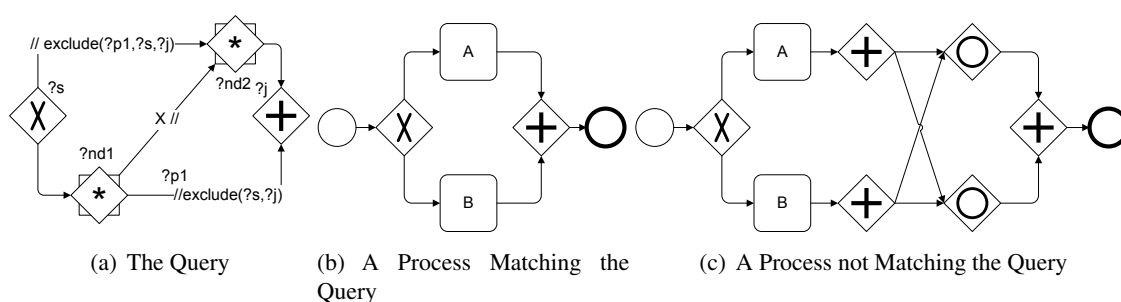 // exclude(?p1,?s,?j)
*
?s
?nd2
?j
X
+
X //
?nd1
*
?p1
//exclude(?s,?j)
(a) The Query
A
X
+
B
(b) A Process Matching the
Query
A
+
X
+
B
+
(c) A Process not Matching the Query